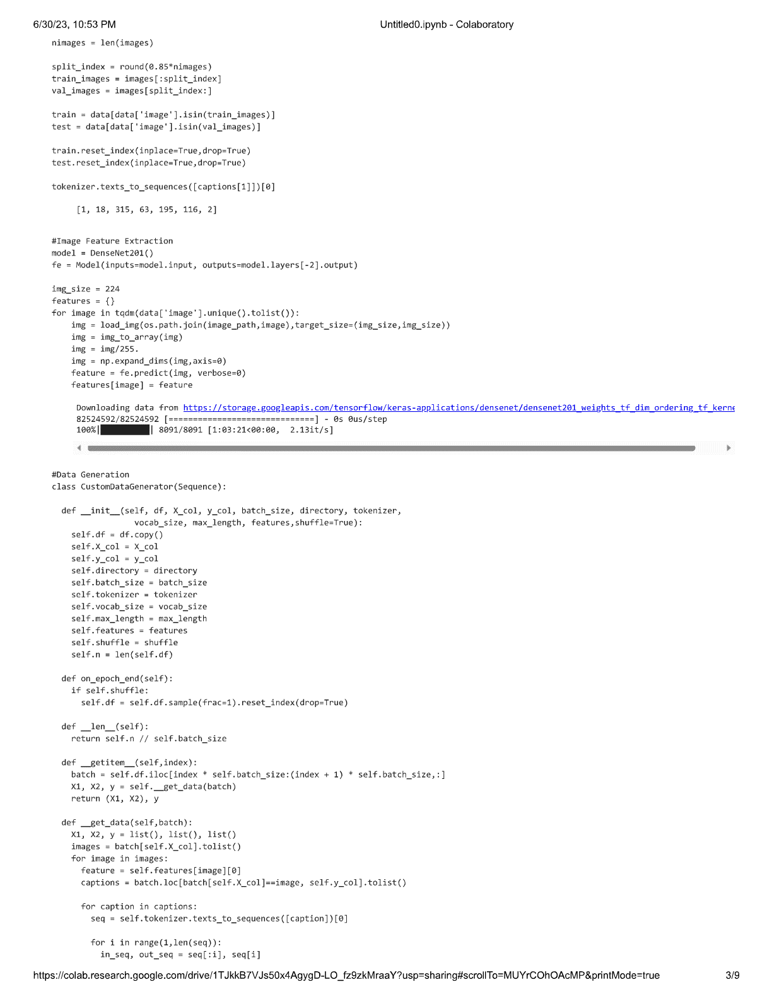 6/30/23, 10:53 PM Untitled0.ipynb - Colaboratory
nimages = len(images)
split_index = round(0.85*nimages)
train_images = images[:split_index]
val_images = images[split_index:]
train = data[data['image'].isin(train_images)]
test = data[data['image'].isin(val_images)]
train.reset_index(inplace=True,drop=True)
test.reset_index(inplace=True,drop=True)
tokenizer.texts_to_sequences([captions[1]])[0]
[1, 18, 315, 63, 195, 116, 2]
#Image Feature Extraction
model = DenseNet201()
fe = Model(inputs=model.input, outputs=model.layers[-2].output)
img_size = 224
features = {}
for image in tqdm(data['image'].unique().tolist()):
    img = load_img(os.path.join(image_path,image),target_size=(img_size,img_size))
    img = img_to_array(img)
    img = img/255.
    img = np.expand_dims(img,axis=0)
    feature = fe.predict(img, verbose=0)
    features[image] = feature
Downloading data from https://storage.googleapis.com/tensorflow/keras-applications/densenet/densenet201_weights_tf_dim_ordering_tf_kerne
82524592/82524592 [==============================] - 0s 0us/step
100%|██████████| 8091/8091 [1:03:21<00:00,  2.13it/s]
#Data Generation
class CustomDataGenerator(Sequence):
  def __init__(self, df, X_col, y_col, batch_size, directory, tokenizer,
                 vocab_size, max_length, features,shuffle=True):
    self.df = df.copy()
    self.X_col = X_col
    self.y_col = y_col
    self.directory = directory
    self.batch_size = batch_size
    self.tokenizer = tokenizer
    self.vocab_size = vocab_size
    self.max_length = max_length
    self.features = features
    self.shuffle = shuffle
    self.n = len(self.df)
  def on_epoch_end(self):
    if self.shuffle:
      self.df = self.df.sample(frac=1).reset_index(drop=True)
  def __len__(self):
    return self.n // self.batch_size
  def __getitem__(self,index):
    batch = self.df.iloc[index * self.batch_size:(index + 1) * self.batch_size,:]
    X1, X2, y = self.__get_data(batch)
    return (X1, X2), y
  def __get_data(self,batch):
    X1, X2, y = list(), list(), list()
    images = batch[self.X_col].tolist()
    for image in images:
      feature = self.features[image][0]
      captions = batch.loc[batch[self.X_col]==image, self.y_col].tolist()
      for caption in captions:
        seq = self.tokenizer.texts_to_sequences([caption])[0]
        for i in range(1,len(seq)):
          in_seq, out_seq = seq[:i], seq[i]
https://colab.research.google.com/drive/1TJkkB7VJs50x4AgygD-LO_fz9zkMraaY?usp=sharing#scrollTo=MUYrCOhOAcMP&printMode=true 3/9